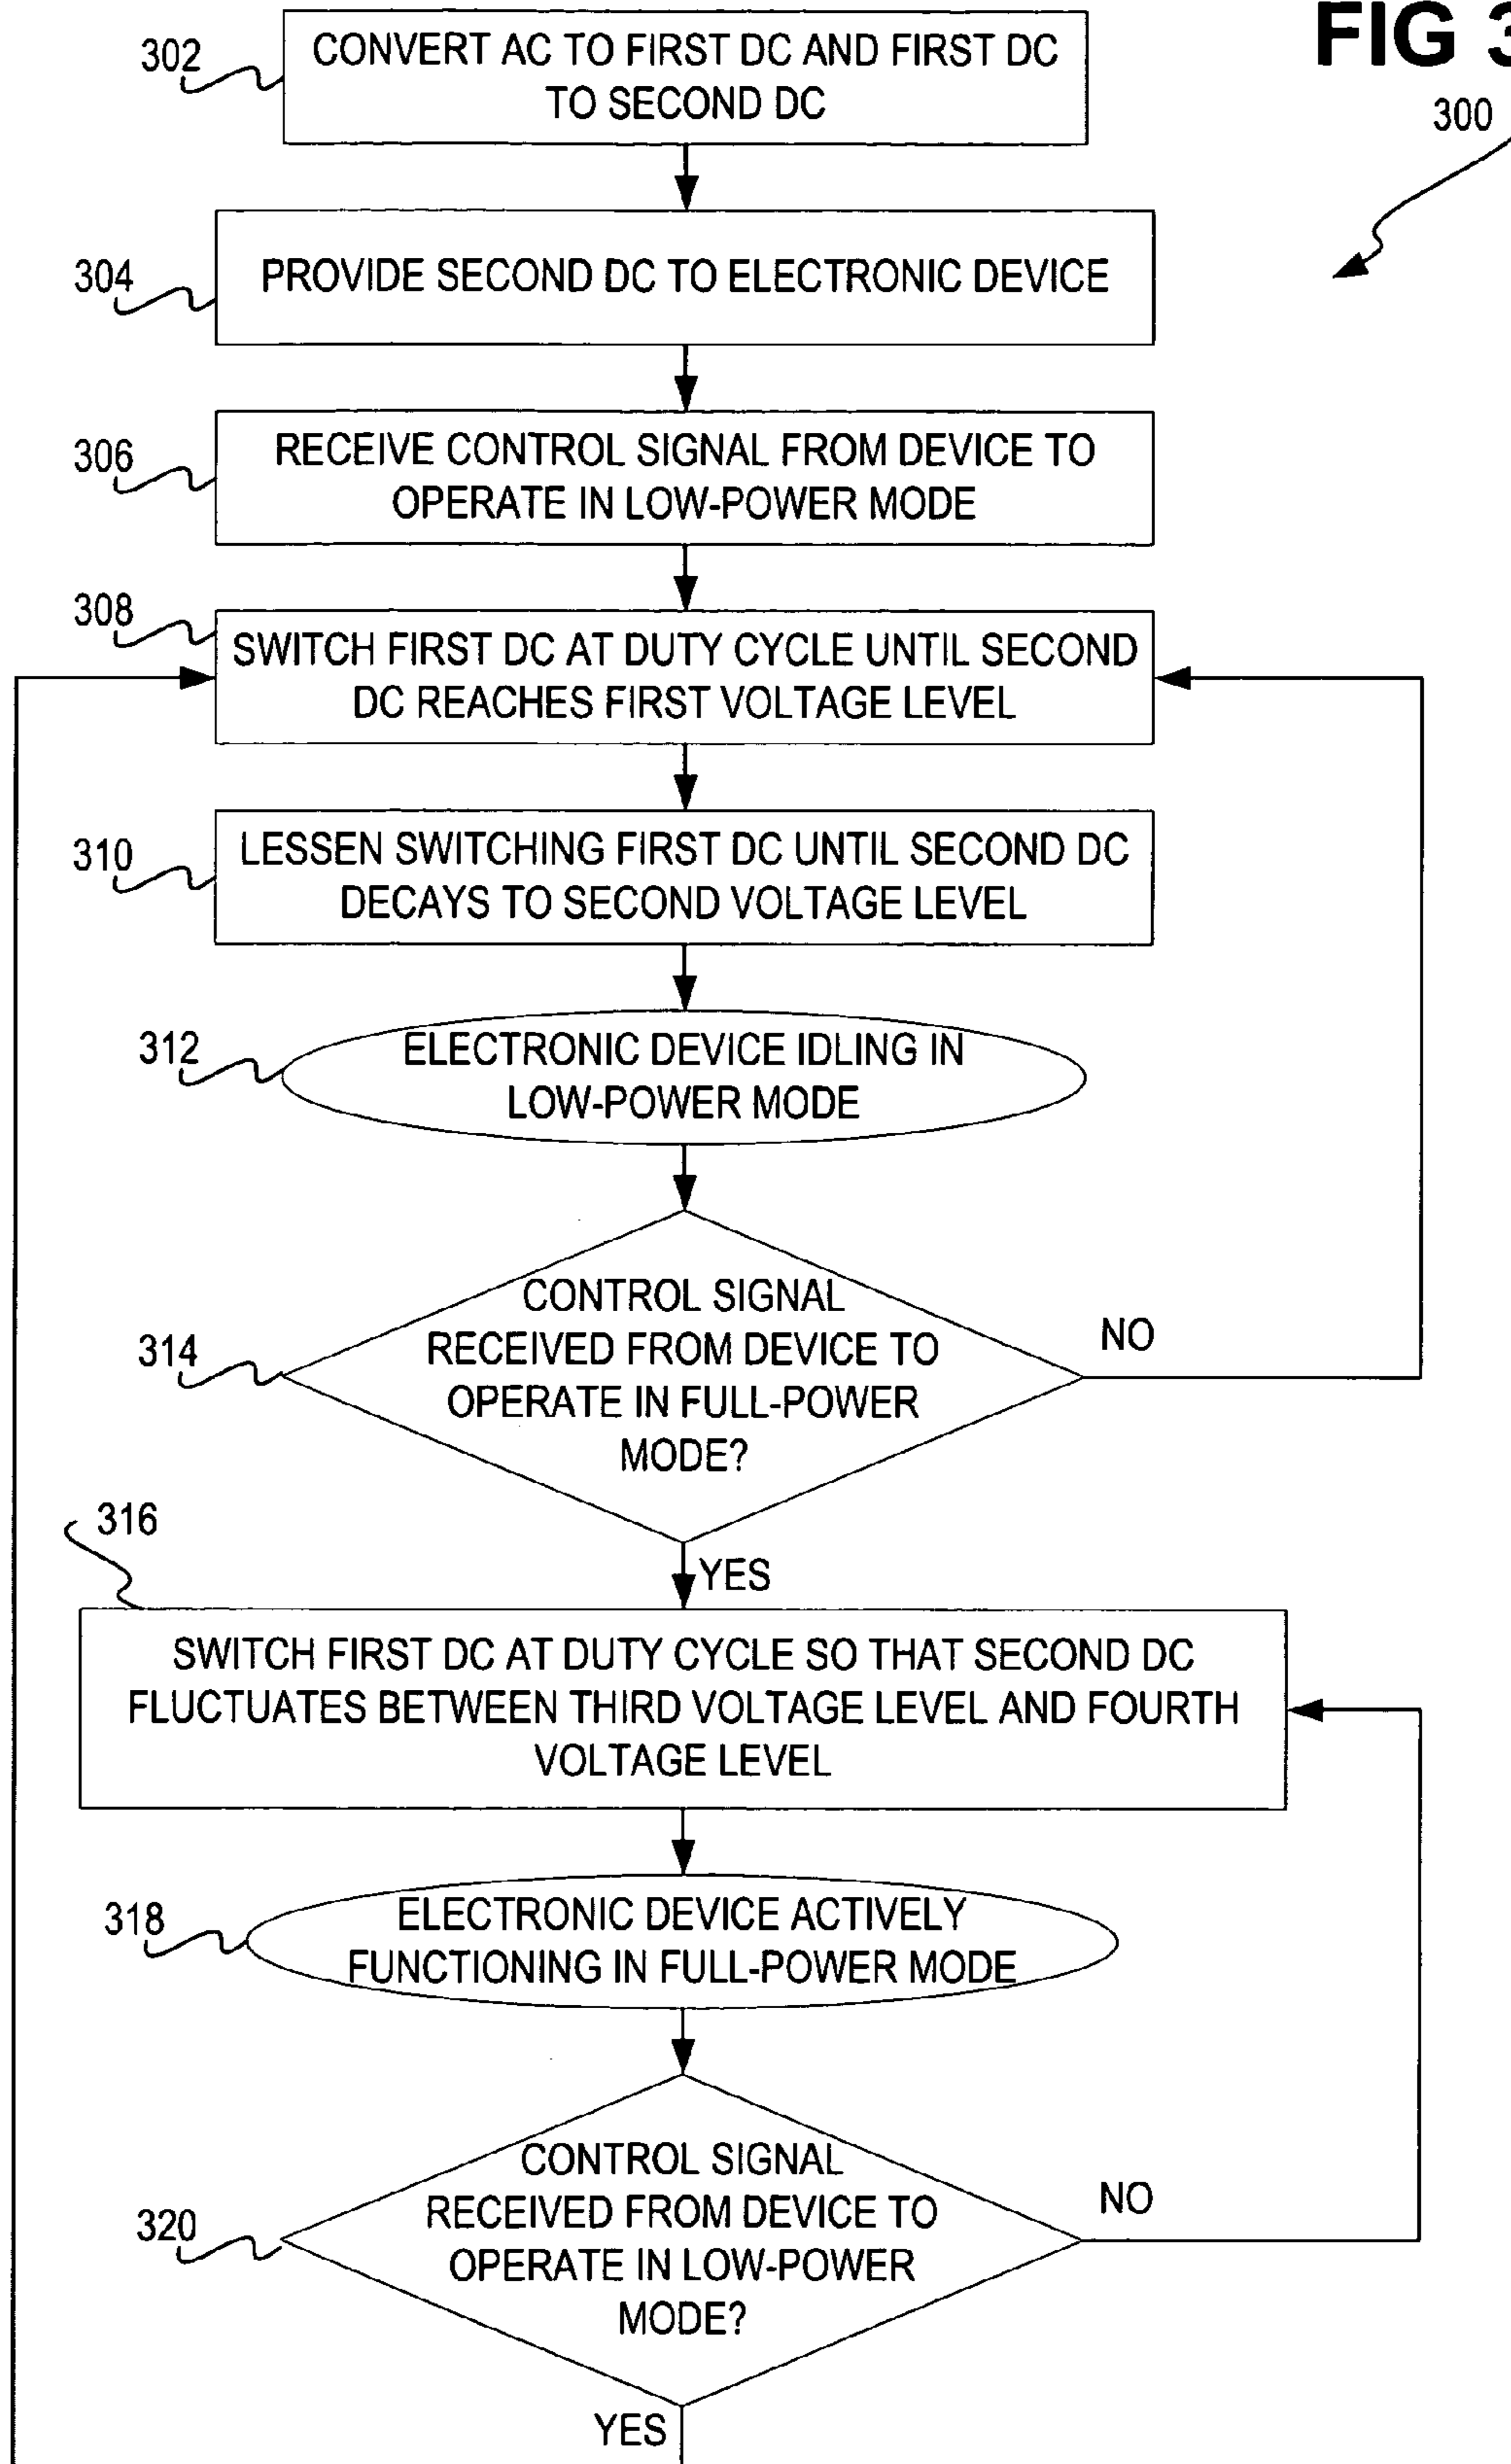 FIG 3
300
302
CONVERT AC TO FIRST DC AND FIRST DC
TO SECOND DC
304
PROVIDE SECOND DC TO ELECTRONIC DEVICE
306
RECEIVE CONTROL SIGNAL FROM DEVICE TO
OPERATE IN LOW-POWER MODE
308
SWITCH FIRST DC AT DUTY CYCLE UNTIL SECOND
DC REACHES FIRST VOLTAGE LEVEL
310
LESSEN SWITCHING FIRST DC UNTIL SECOND DC
DECAYS TO SECOND VOLTAGE LEVEL
312
ELECTRONIC DEVICE IDLING IN
LOW-POWER MODE
314
CONTROL SIGNAL
RECEIVED FROM DEVICE TO
OPERATE IN FULL-POWER
MODE?
NO
YES
316
SWITCH FIRST DC AT DUTY CYCLE SO THAT SECOND DC
FLUCTUATES BETWEEN THIRD VOLTAGE LEVEL AND FOURTH
VOLTAGE LEVEL
318
ELECTRONIC DEVICE ACTIVELY
FUNCTIONING IN FULL-POWER MODE
320
CONTROL SIGNAL
RECEIVED FROM DEVICE TO
OPERATE IN LOW-POWER
MODE?
NO
YES